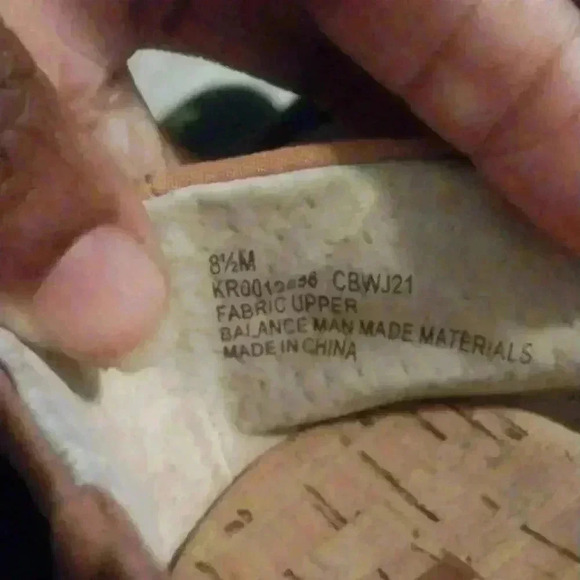 8½M
CBWJ21
FABRIC UPPER
BALANCE MAN MADE MATERIALS
MADE IN CHINA